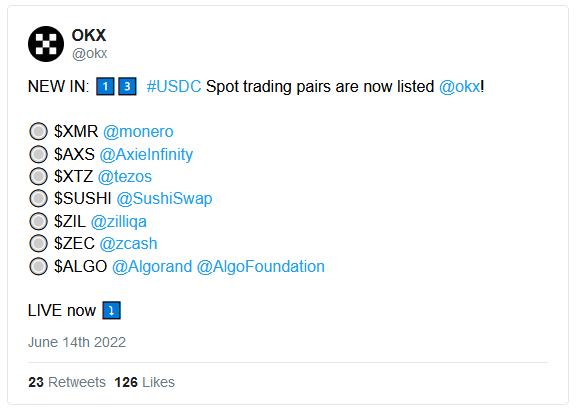 OKX
@okx
NEW IN: 1️⃣3️⃣ #USDC Spot trading pairs are now listed @okx!
🔘 $XMR @monero
🔘 $AXS @AxieInfinity
🔘 $XTZ @tezos
🔘 $SUSHI @SushiSwap
🔘 $ZIL @zilliqa
🔘 $ZEC @zcash
🔘 $ALGO @Algorand @AlgoFoundation
LIVE now ⤵️
June 14th 2022
23 Retweets 126 Likes